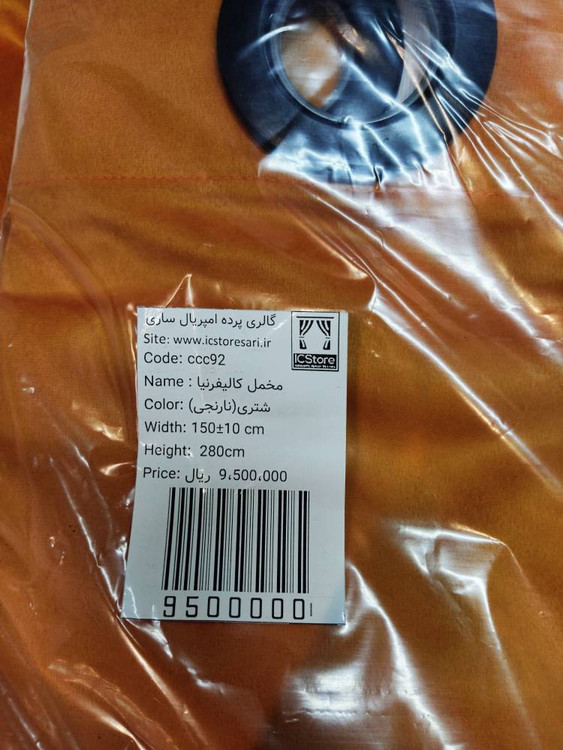 گالری پرده امپریال ساری
Site: www.icstoresari.ir
ICStore
Code: ccc92
Name : مخمل کالیفرنیا
Color: شتری(نارنجی)
Width: 150±10 cm
Height: 280cm
Price: ریال 9،500،000
9500000